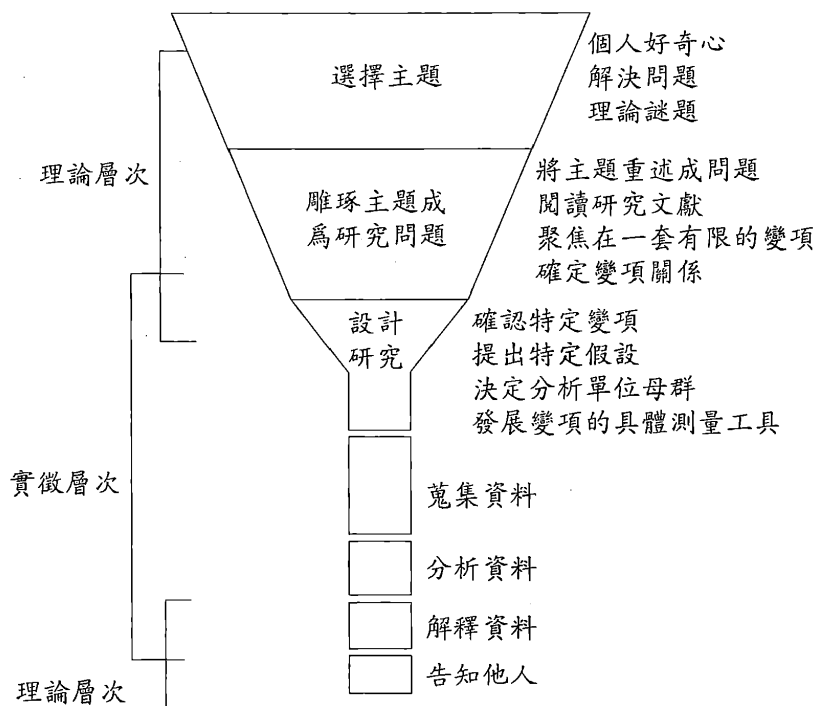 選擇主題
個人好奇心
解決問題
理論謎題
理論層次
雕琢主題成
爲研究問題
將主題重述成問題
閱讀研究文獻
聚焦在一套有限的變項
確定變項關係
設計
研究
確認特定變項
提出特定假設
決定分析單位母群
發展變項的具體測量工具
實徵層次
蒐集資料
分析資料
解釋資料
告知他人
理論層次